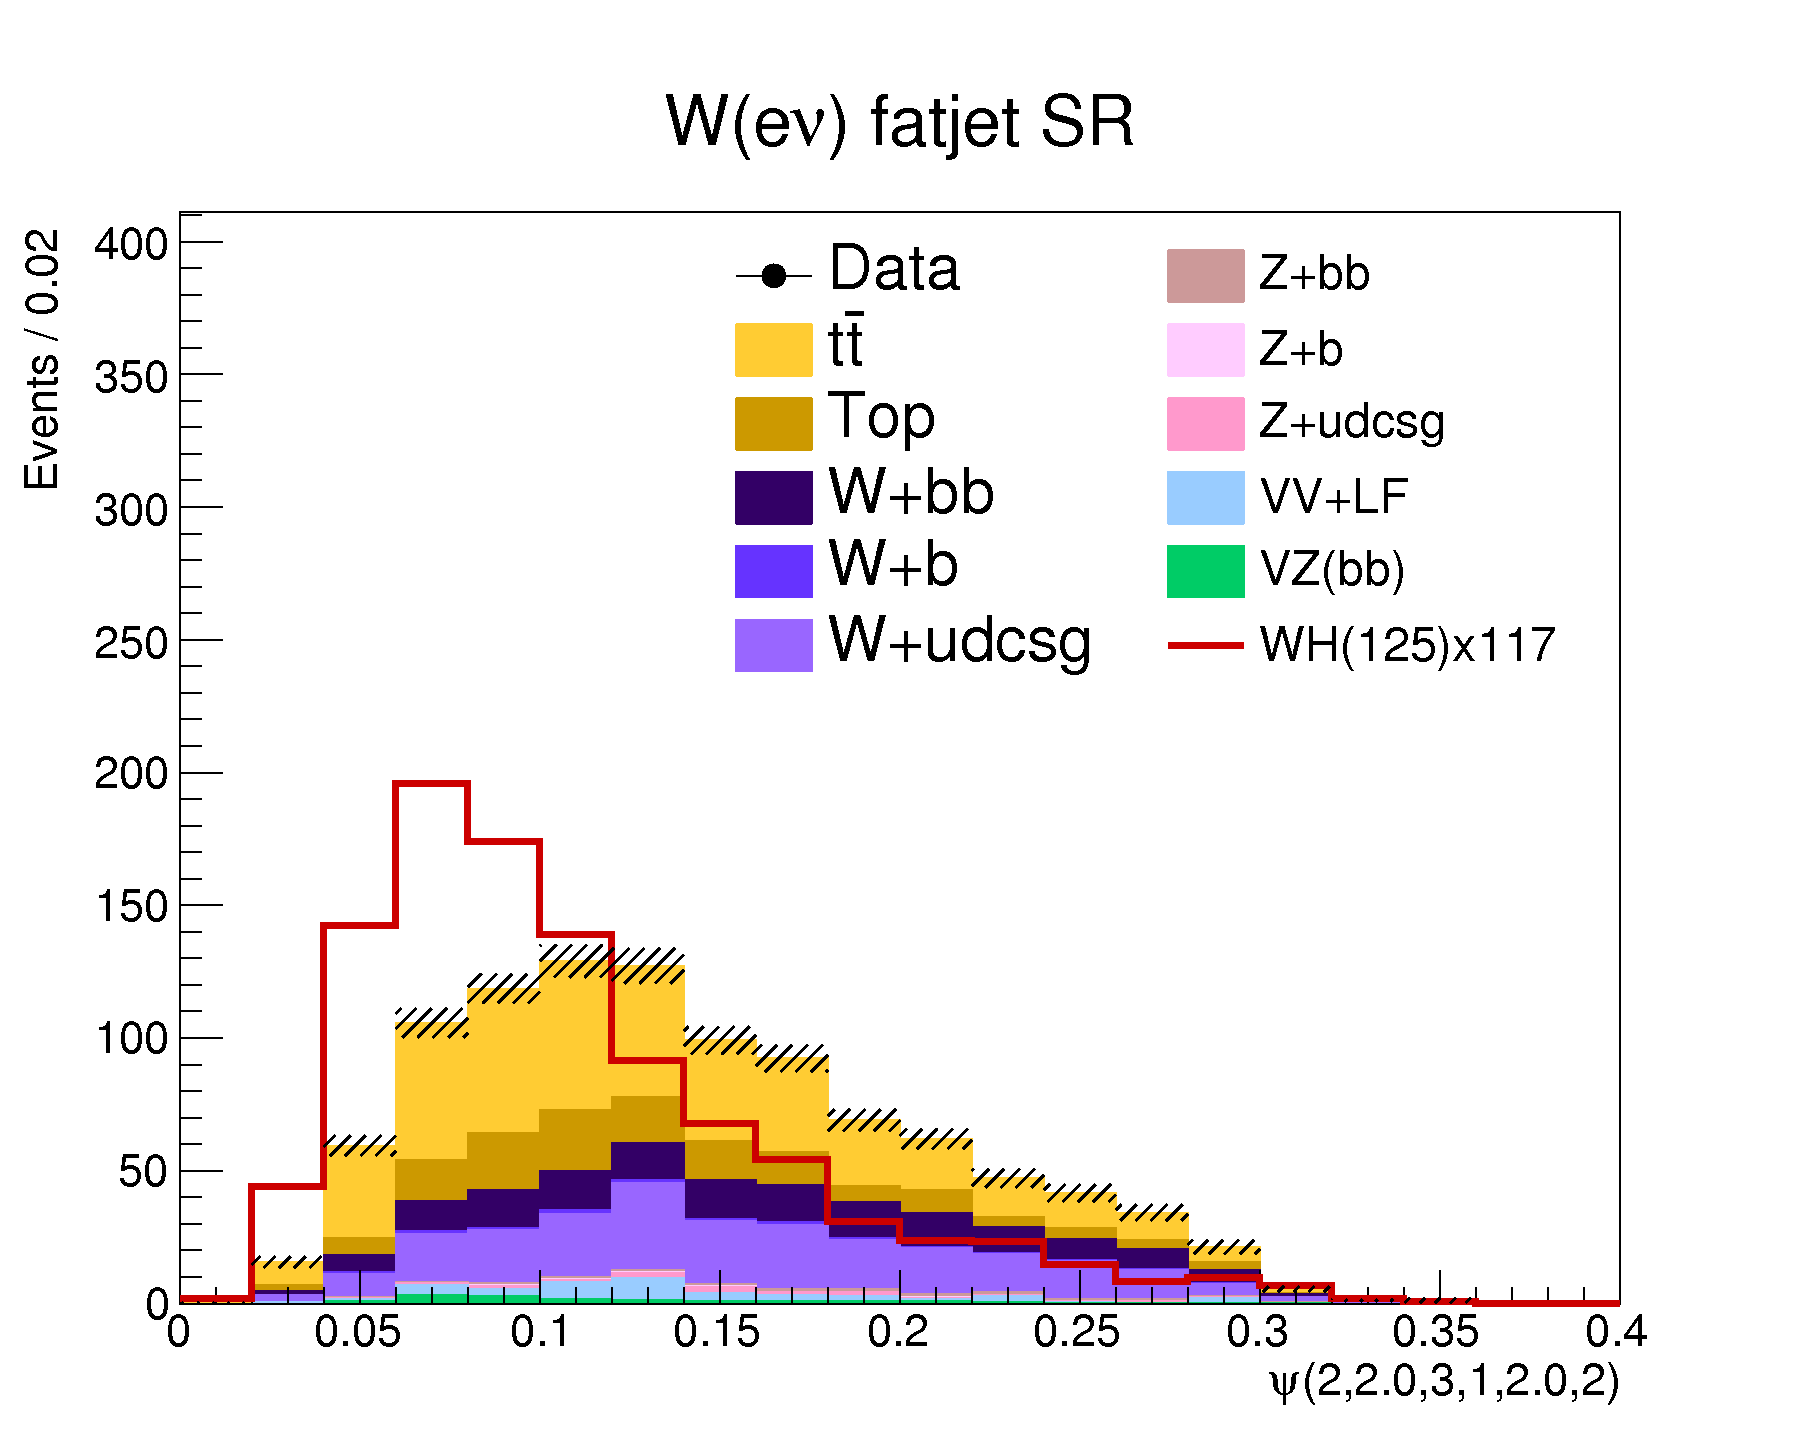 W(eν) fatjet SR
Events / 0.02
400
350
300
250
200
150
100
50
0
Data
tt̄
Top
W+bb
W+b
W+udcsg
Z+bb
Z+b
Z+udcsg
VV+LF
VZ(bb)
WH(125)x117
0 0.05 0.1 0.15 0.2 0.25 0.3 0.35 0.4
ψ(2,2.0,3,1,2.0,2)